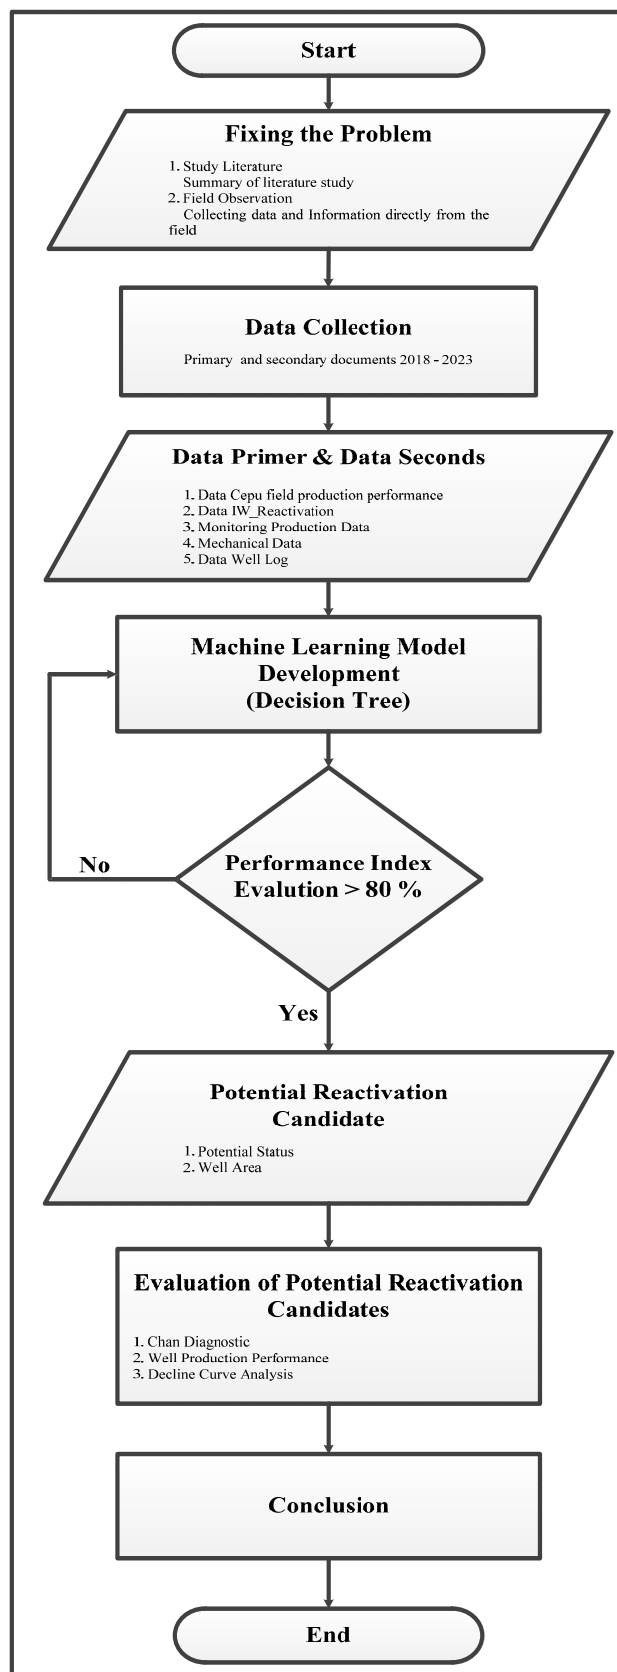 Start
Fixing the Problem
1. Study Literature
Summary of literature study
2. Field Observation
Collecting data and Information directly from the
field
Data Collection
Primary and secondary documents 2018 - 2023
Data Primer & Data Seconds
1. Data Cepu field production performance
2. Data IW_Reactivation
3. Monitoring Production Data
4. Mechanical Data
5. Data Well Log
Machine Learning Model
Development
(Decision Tree)
No
Performance Index
Evalution > 80 %
Yes
Potential Reactivation
Candidate
1. Potential Status
2. Well Area
Evaluation of Potential Reactivation
Candidates
1. Chan Diagnostic
2. Well Production Performance
3. Decline Curve Analysis
Conclusion
End